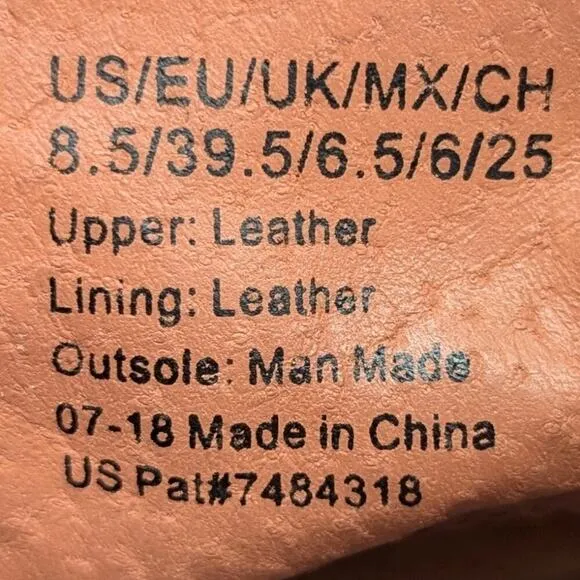 US/EU/UK/MX/CH
8.5/39.5/6.5/6/25
Upper: Leather
Lining: Leather
Outsole: Man Made
07-18 Made in China
US Pat#7484318